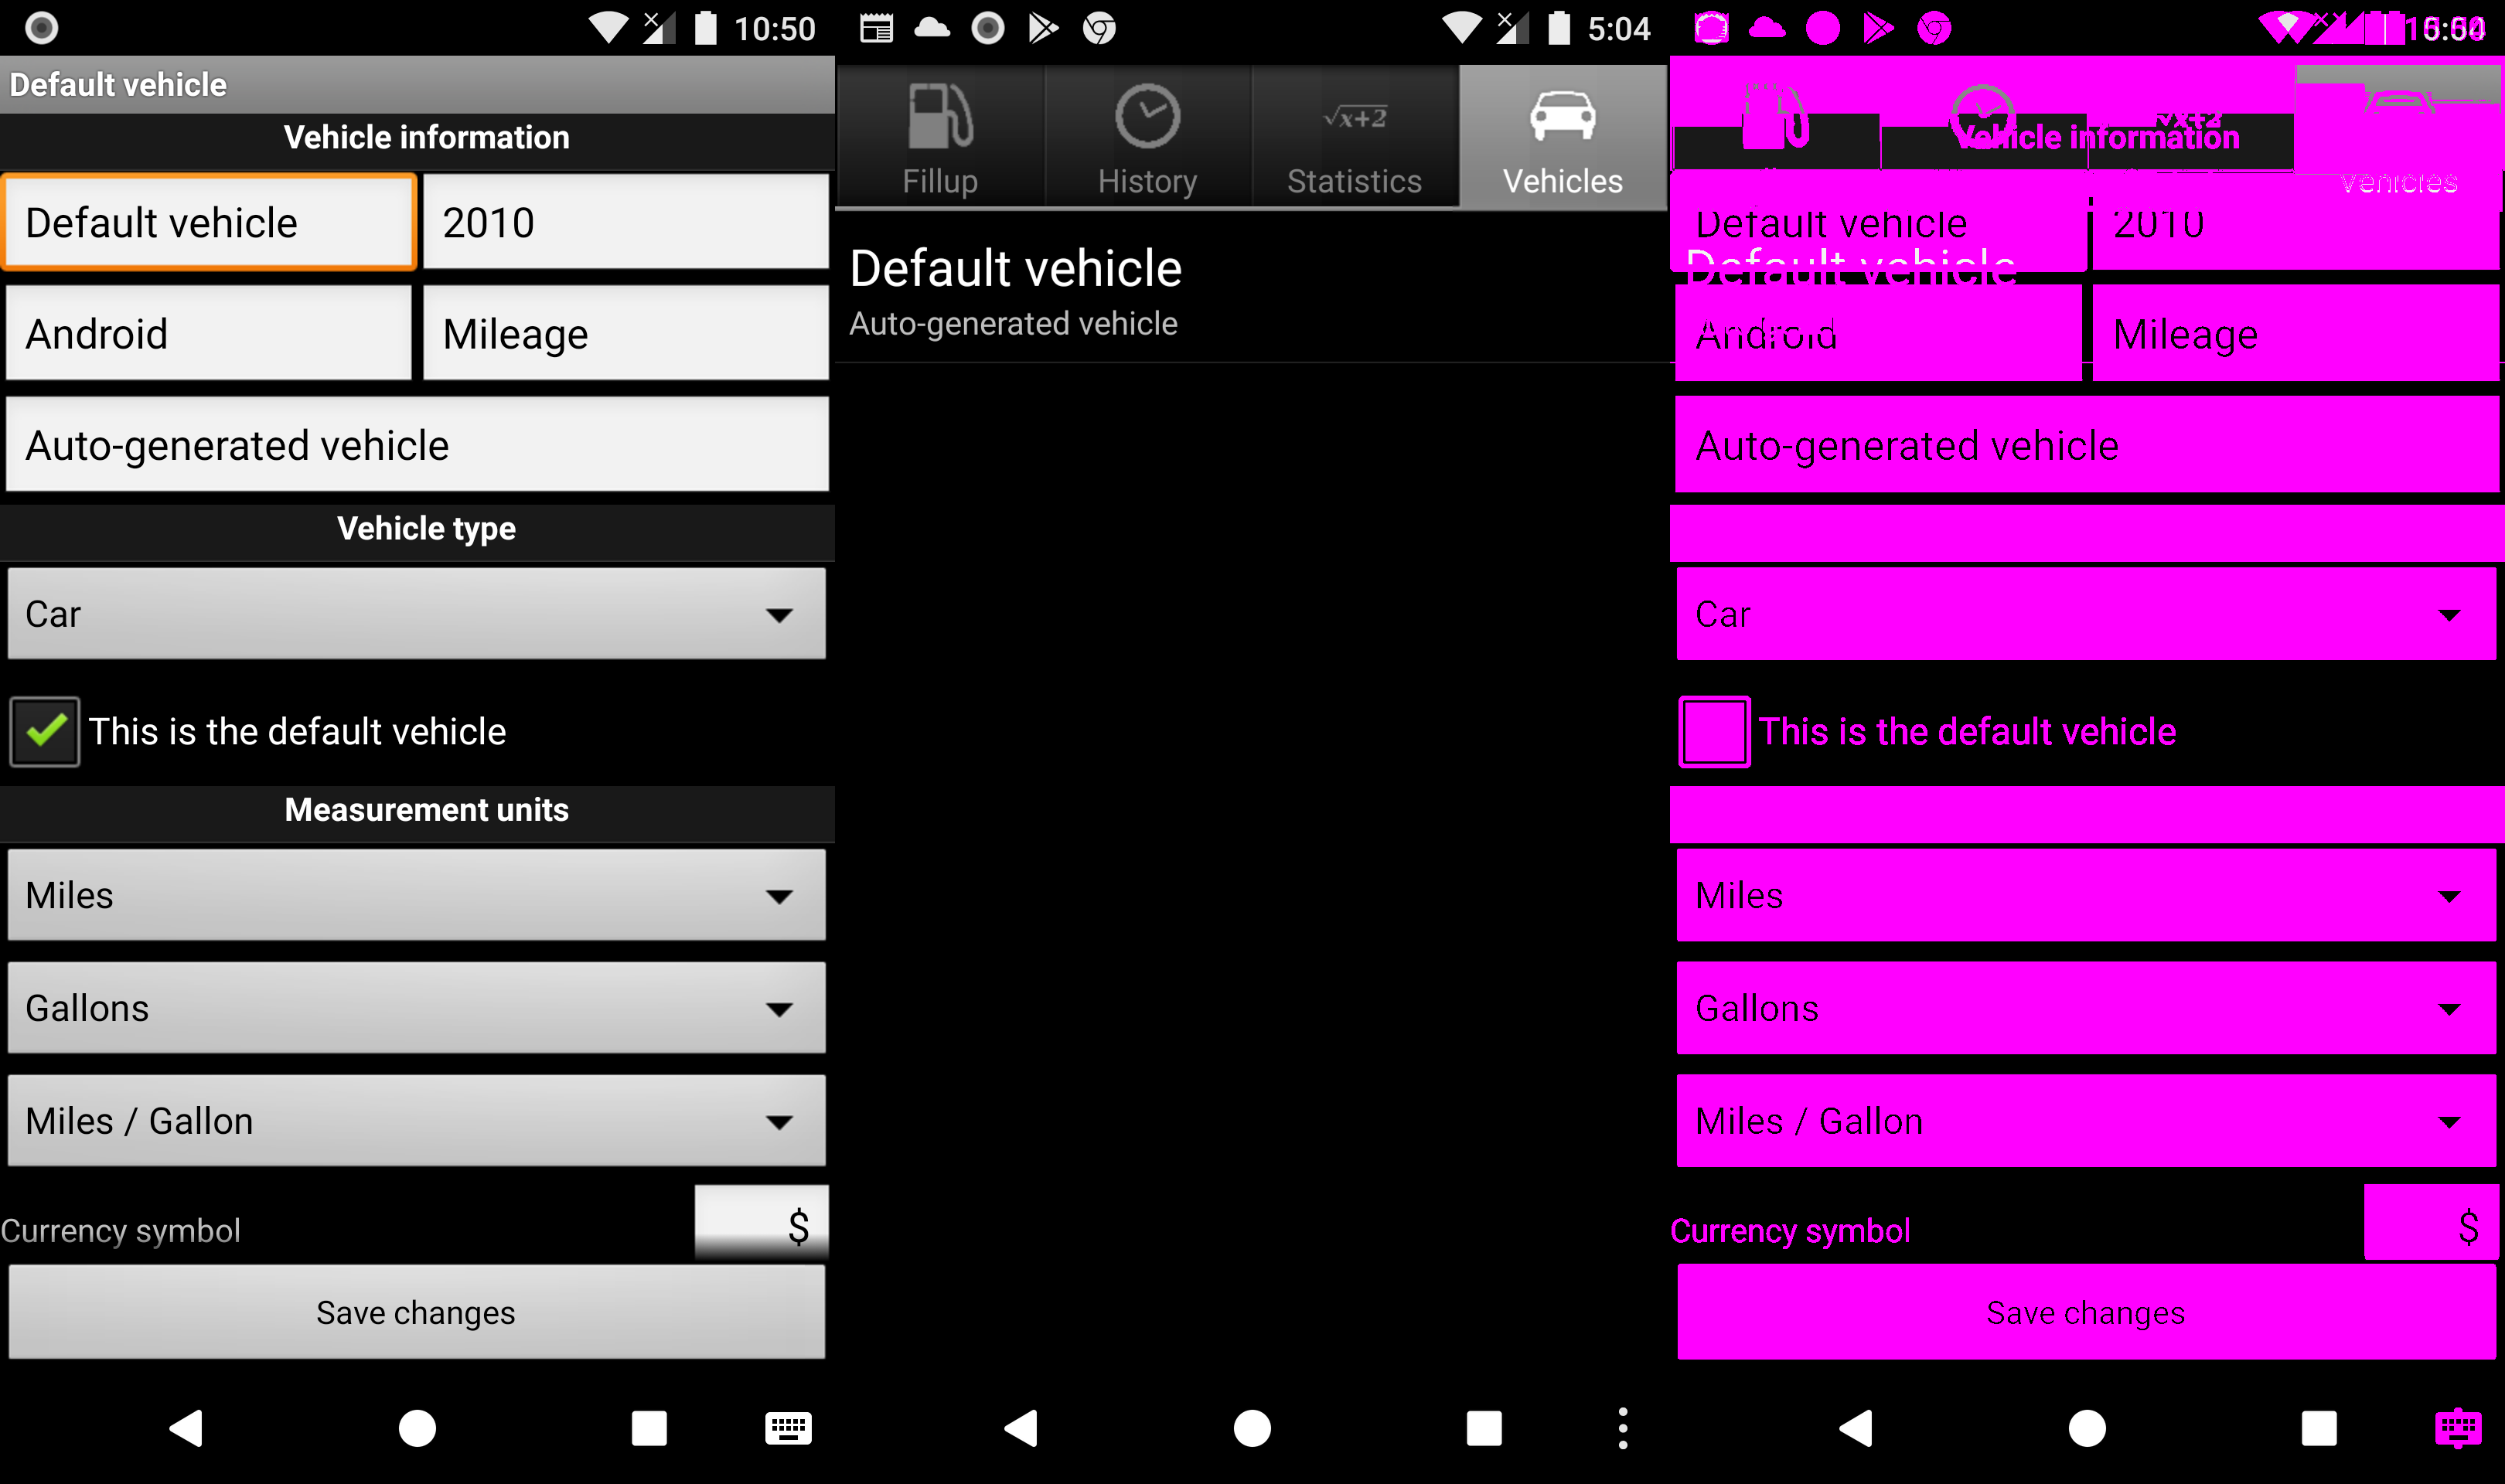 10:50
Default vehicle
Vehicle information
Default vehicle
2010
Android
Mileage
Auto-generated vehicle
Vehicle type
Car
This is the default vehicle
Measurement units
Miles
Gallons
Miles / Gallon
Currency symbol
$
Save changes
5:04
Fillup
History
√x+2
Statistics
Vehicles
Default vehicle
Auto-generated vehicle
√x+2
Vehicle information
Vehicles
Default vehicle
2010
Default vehicle
Android
Mileage
Auto-generated vehicle
Car
This is the default vehicle
Miles
Gallons
Miles / Gallon
Currency symbol
$
Save changes